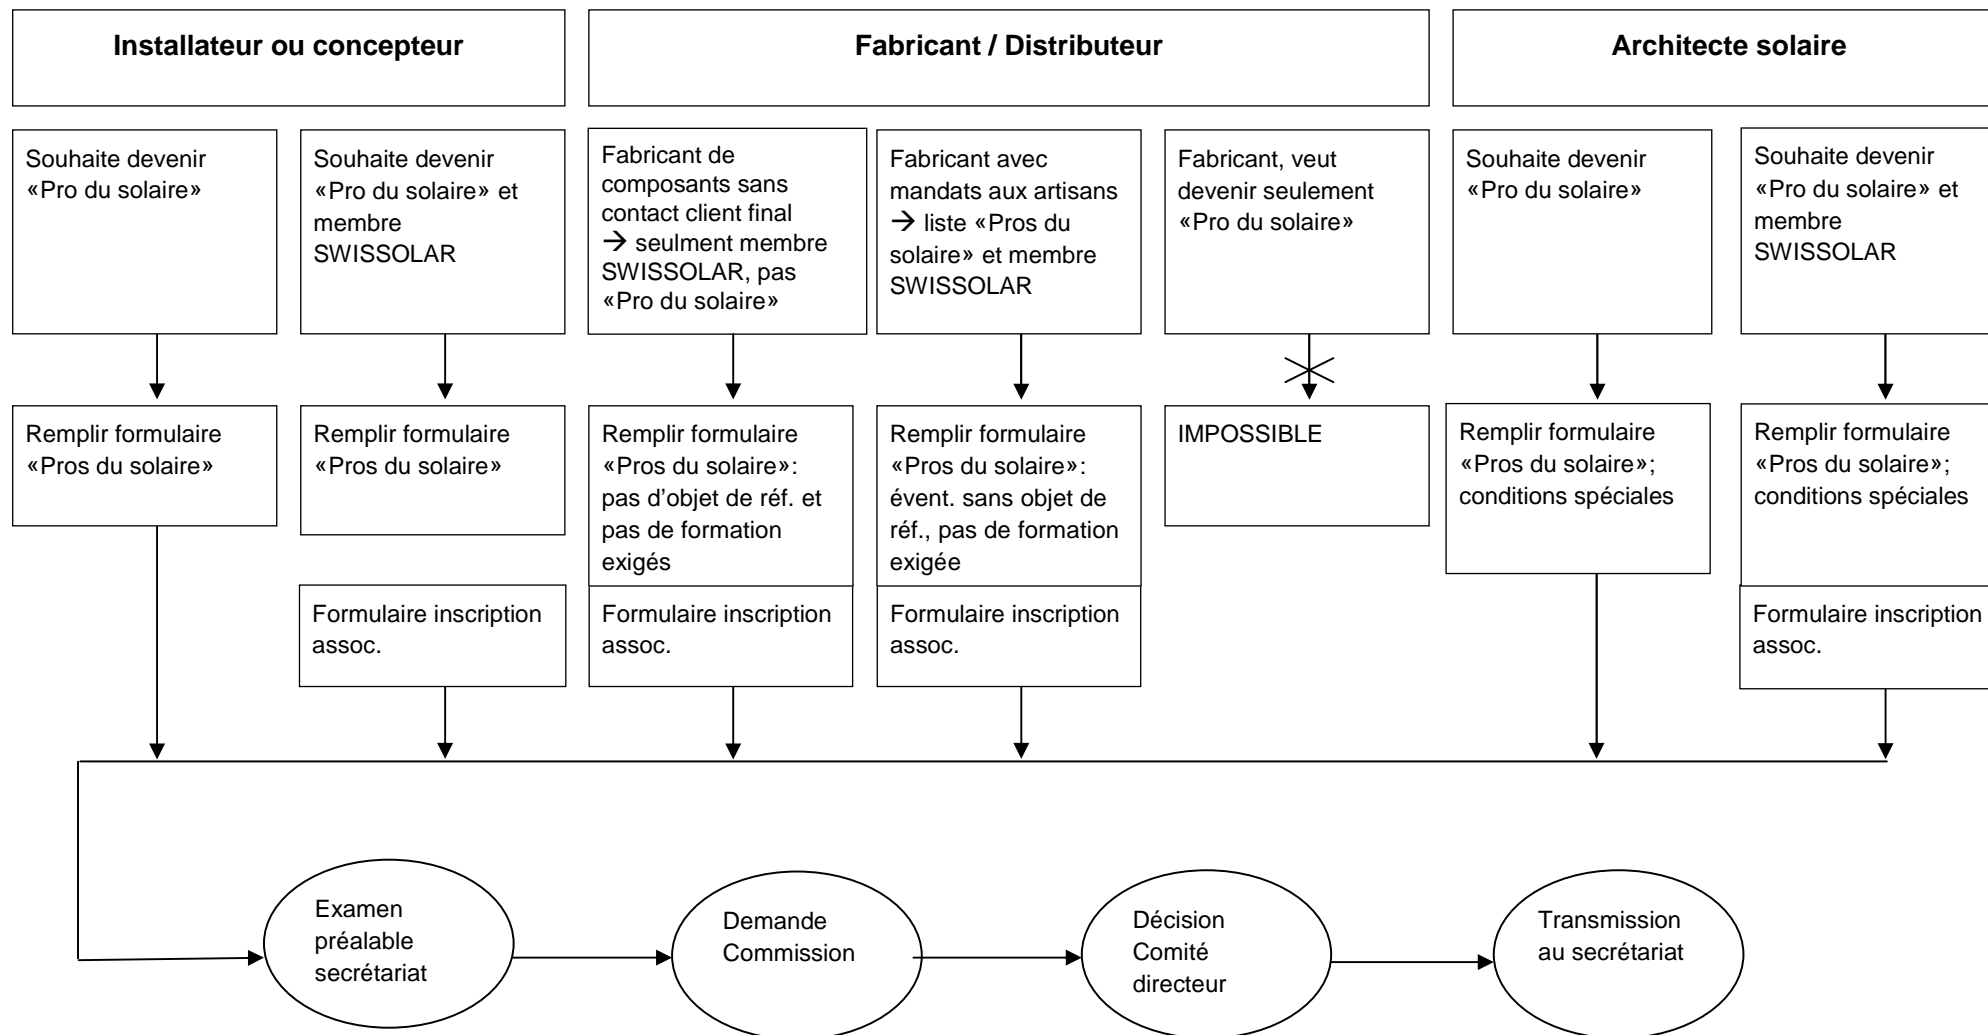 Installateur ou concepteur
Fabricant / Distributeur
Architecte solaire
Souhaite devenir
«Pro du solaire»
Souhaite devenir
«Pro du solaire» et
membre
SWISSOLAR
Fabricant de
composants sans
contact client final
→ seulment membre
SWISSOLAR, pas
«Pro du solaire»
Fabricant avec
mandats aux artisans
→ liste «Pros du
solaire» et membre
SWISSOLAR
Fabricant, veut
devenir seulement
«Pro du solaire»
Souhaite devenir
«Pro du solaire»
Souhaite devenir
«Pro du solaire» et
membre
SWISSOLAR
Remplir formulaire
«Pros du solaire»
Remplir formulaire
«Pros du solaire»
Remplir formulaire
«Pros du solaire»:
pas d’objet de réf. et
pas de formation
exigés
Remplir formulaire
«Pros du solaire»:
évent. sans objet de
réf., pas de formation
exigée
IMPOSSIBLE
Remplir formulaire
«Pros du solaire»;
conditions spéciales
Remplir formulaire
«Pros du solaire»;
conditions spéciales
Formulaire inscription
assoc.
Formulaire inscription
assoc.
Formulaire inscription
assoc.
Formulaire inscription
assoc.
Examen
préalable
secrétariat
Demande
Commission
Décision
Comité
directeur
Transmission
au secrétariat